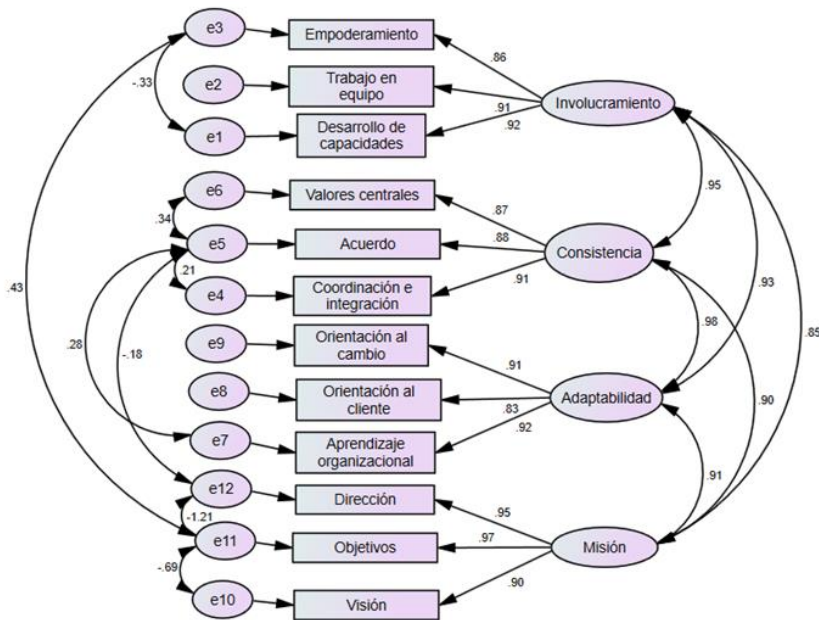 e3
Empoderamiento
.86
-.33
e2
Trabajo en
equipo
.91
Involucramiento
e1
Desarrollo de
capacidades
.92
e6
Valores centrales
.87
.95
.34
e5
Acuerdo
.88
Consistencia
.21
e4
Coordinación e
integración
.91
.43
.28
-.18
.98
.93
.85
e9
Orientación al
cambio
.91
e8
Orientación al
cliente
.83
Adaptabilidad
.90
e7
Aprendizaje
organizacional
.92
e12
Dirección
.95
.91
-1.21
e11
Objetivos
.97
Misión
-.69
e10
Visión
.90